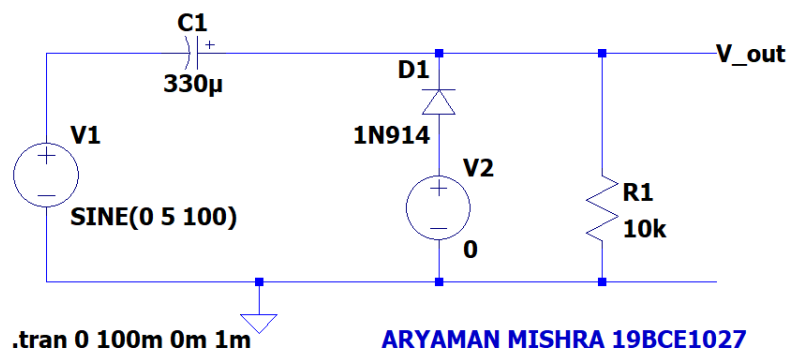 C1
+
330µ
V_out
D1
1N914
V1
+
−
SINE(0 5 100)
V2
+
−
0
R1
10k
.tran 0 100m 0m 1m
ARYAMAN MISHRA 19BCE1027